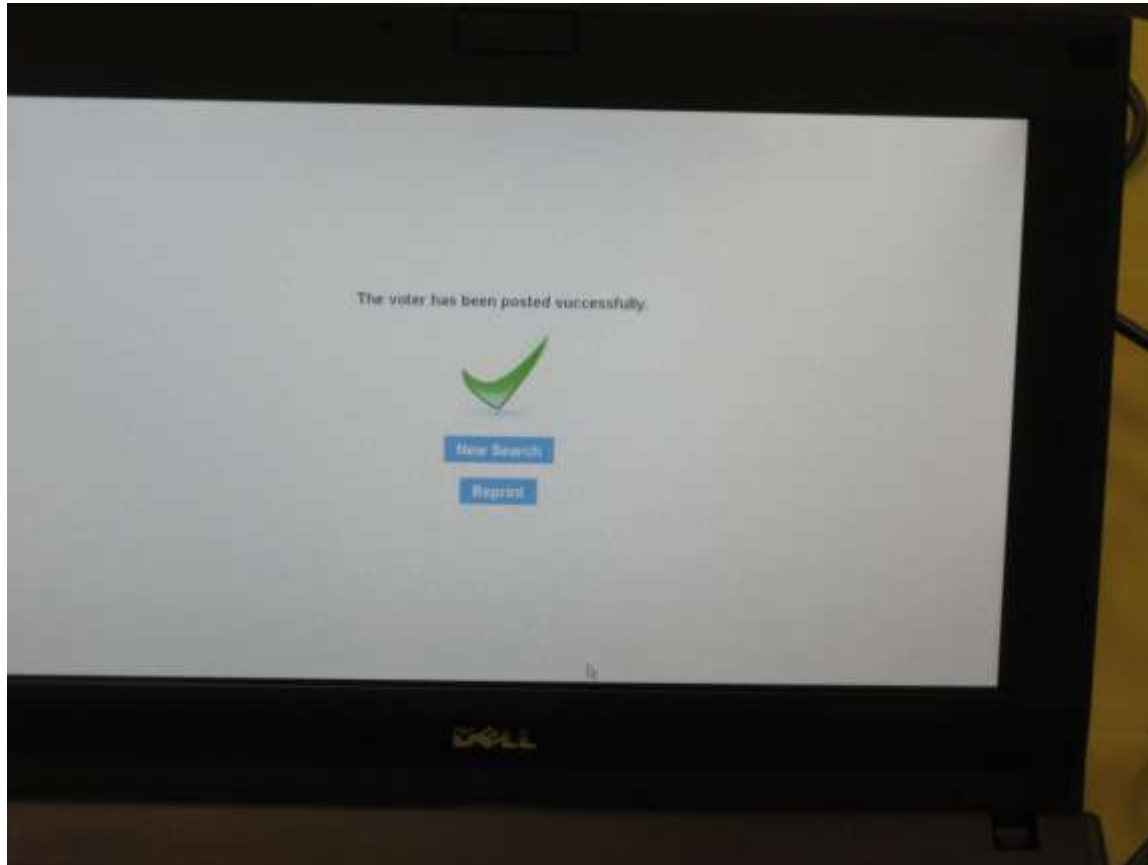 The voter has been posted successfully.
New Search
Reprint
DELL